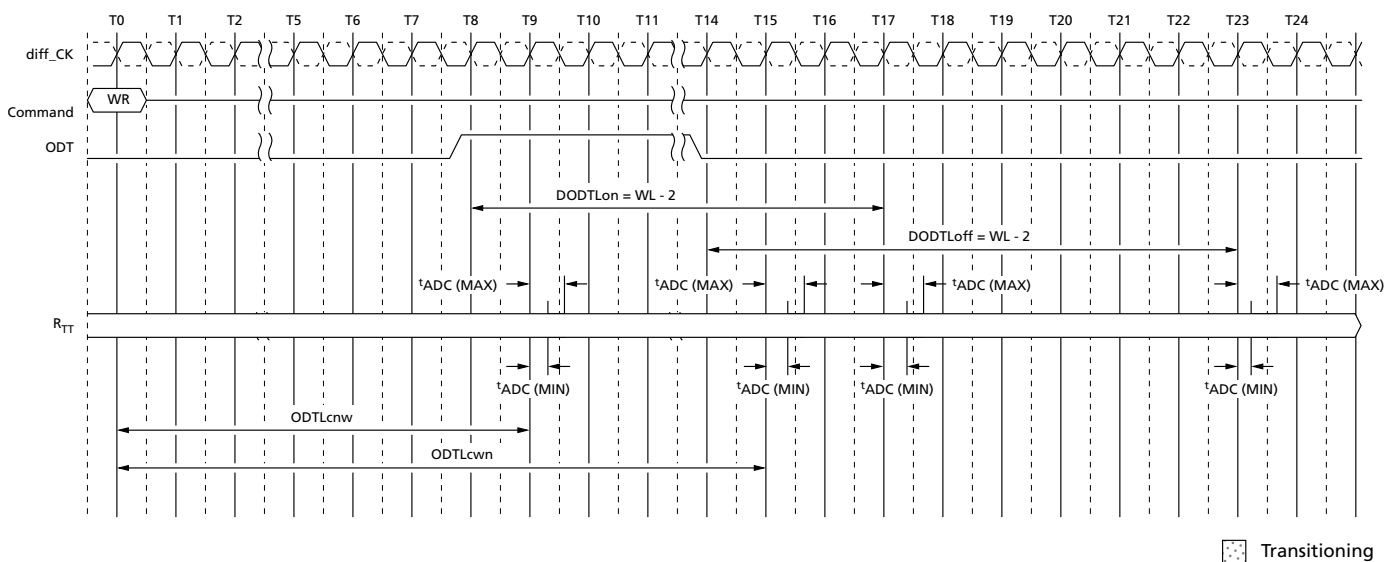 T0 T1 T2 T5 T6 T7 T8 T9 T10 T11 T14 T15 T16 T17 T18 T19 T20 T21 T22 T23 T24
diff_CK
WR
Command
ODT
DODTLon = WL - 2
DODTLoff = WL - 2
tADC (MAX) tADC (MAX) tADC (MAX) tADC (MAX)
RTT
tADC (MIN) tADC (MIN) tADC (MIN) tADC (MIN)
ODTLcnw
ODTLcwn
Transitioning